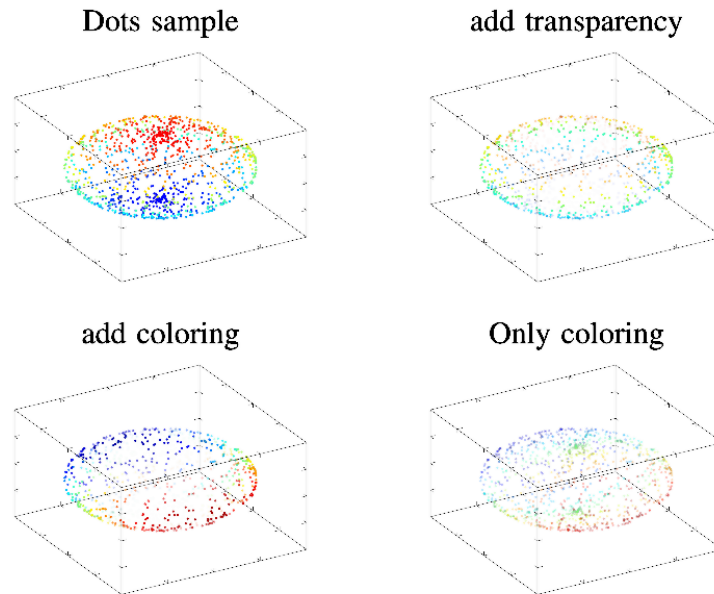 Dots sample
add transparency
add coloring
Only coloring